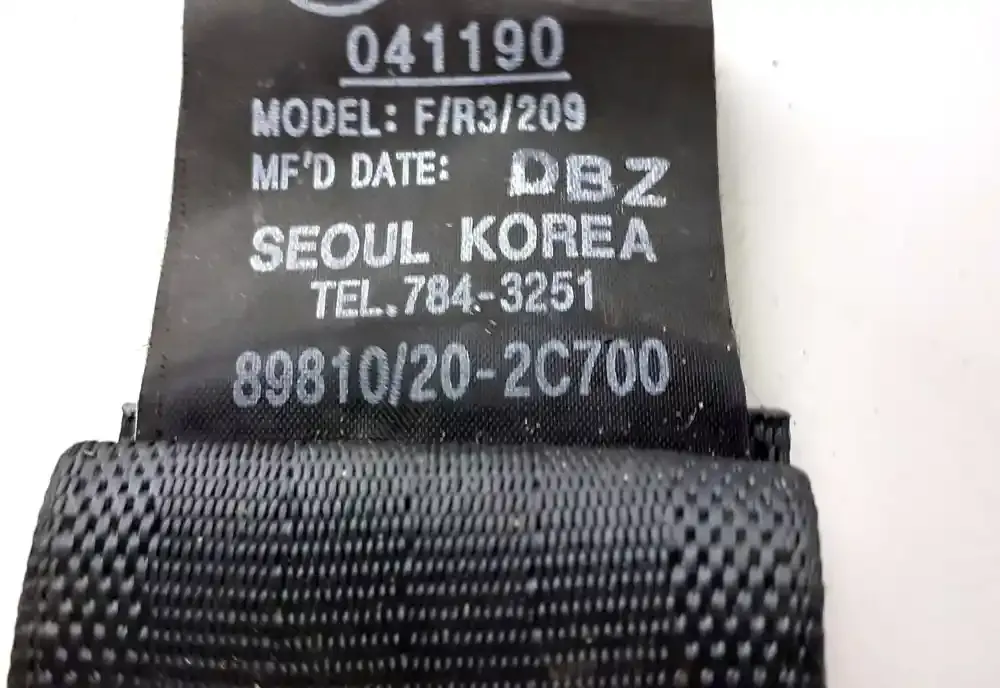 041190
MODEL: F/R3/209
MF'D DATE: DBZ
SEOUL KOREA
TEL.784-3251
89810/20-2C700